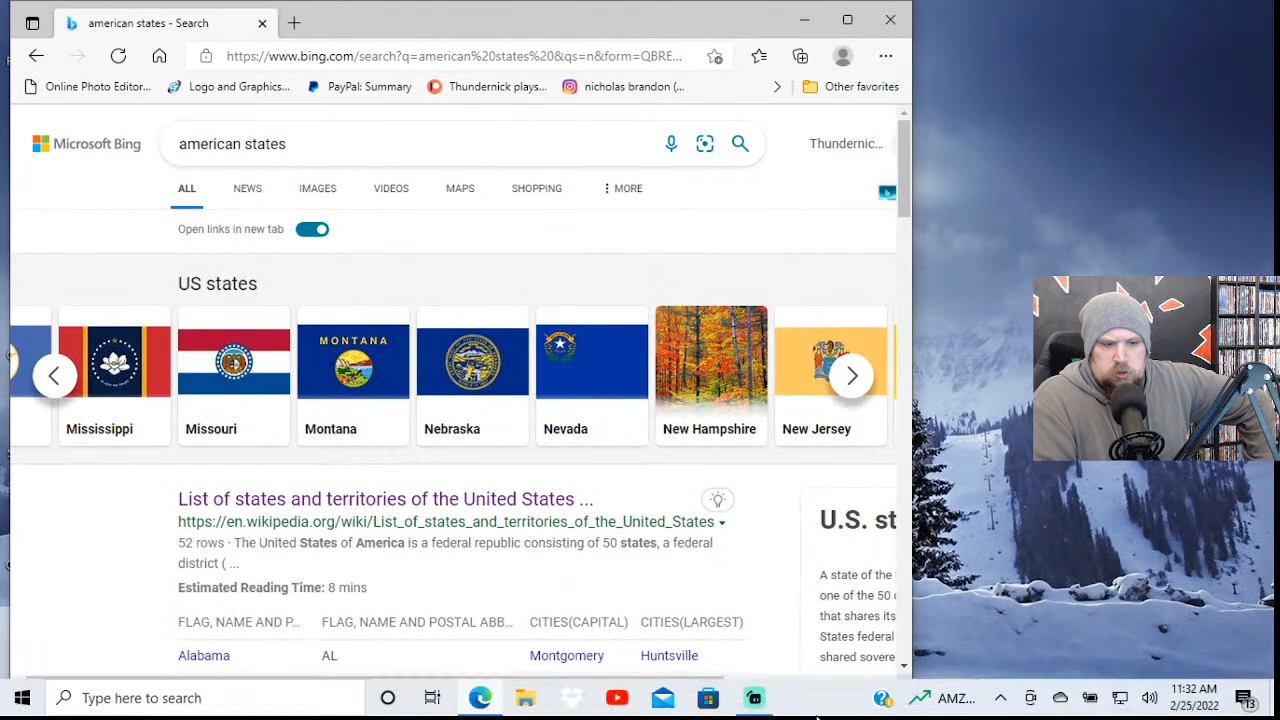 american states - Search
https://www.bing.com/search?q=american%20states%20&qs=n&form=QBRE...
Online Photo Editor... Logo and Graphics... PayPal: Summary Thundernick plays... nicholas brandon (... Other favorites
Microsoft Bing american states Thundernic...
ALL NEWS IMAGES VIDEOS MAPS SHOPPING MORE
Open links in new tab
US states
MONTANA
Mississippi Missouri Montana Nebraska Nevada New Hampshire New Jersey
List of states and territories of the United States ...
https://en.wikipedia.org/wiki/List_of_states_and_territories_of_the_United_States
52 rows · The United States of America is a federal republic consisting of 50 states, a federal
district ( ...
Estimated Reading Time: 8 mins
FLAG, NAME AND P... FLAG, NAME AND POSTAL ABB... CITIES(CAPITAL) CITIES(LARGEST)
Alabama AL Montgomery Huntsville
U.S. st
A state of the
one of the 50
that shares its
States federal
shared sovere
Type here to search
AMZ...
11:32 AM
2/25/2022
13